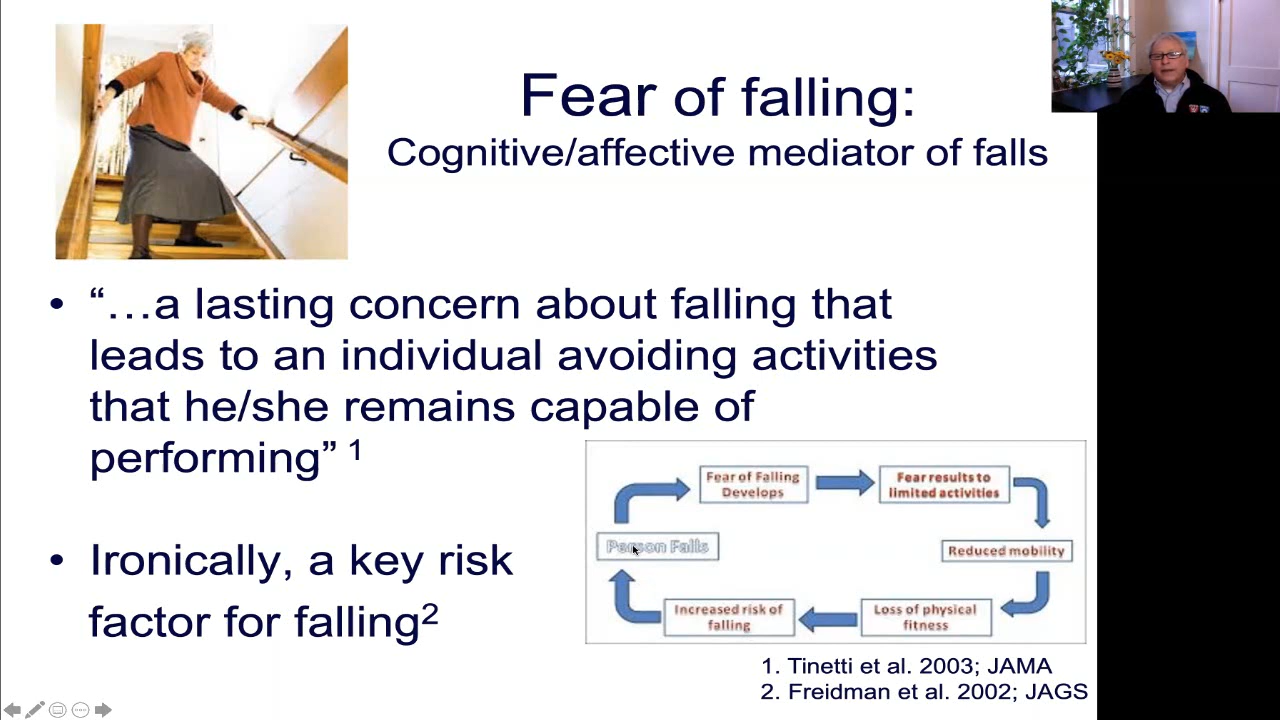 Fear of falling:
Cognitive/affective mediator of falls
• “…a lasting concern about falling that
leads to an individual avoiding activities
that he/she remains capable of
performing” 1
• Ironically, a key risk
factor for falling2
Fear of Falling
Develops
Fear results to
limited activities
Person Falls
Reduced mobility
Increased risk of
falling
Loss of physical
fitness
1. Tinetti et al. 2003; JAMA
2. Freidman et al. 2002; JAGS